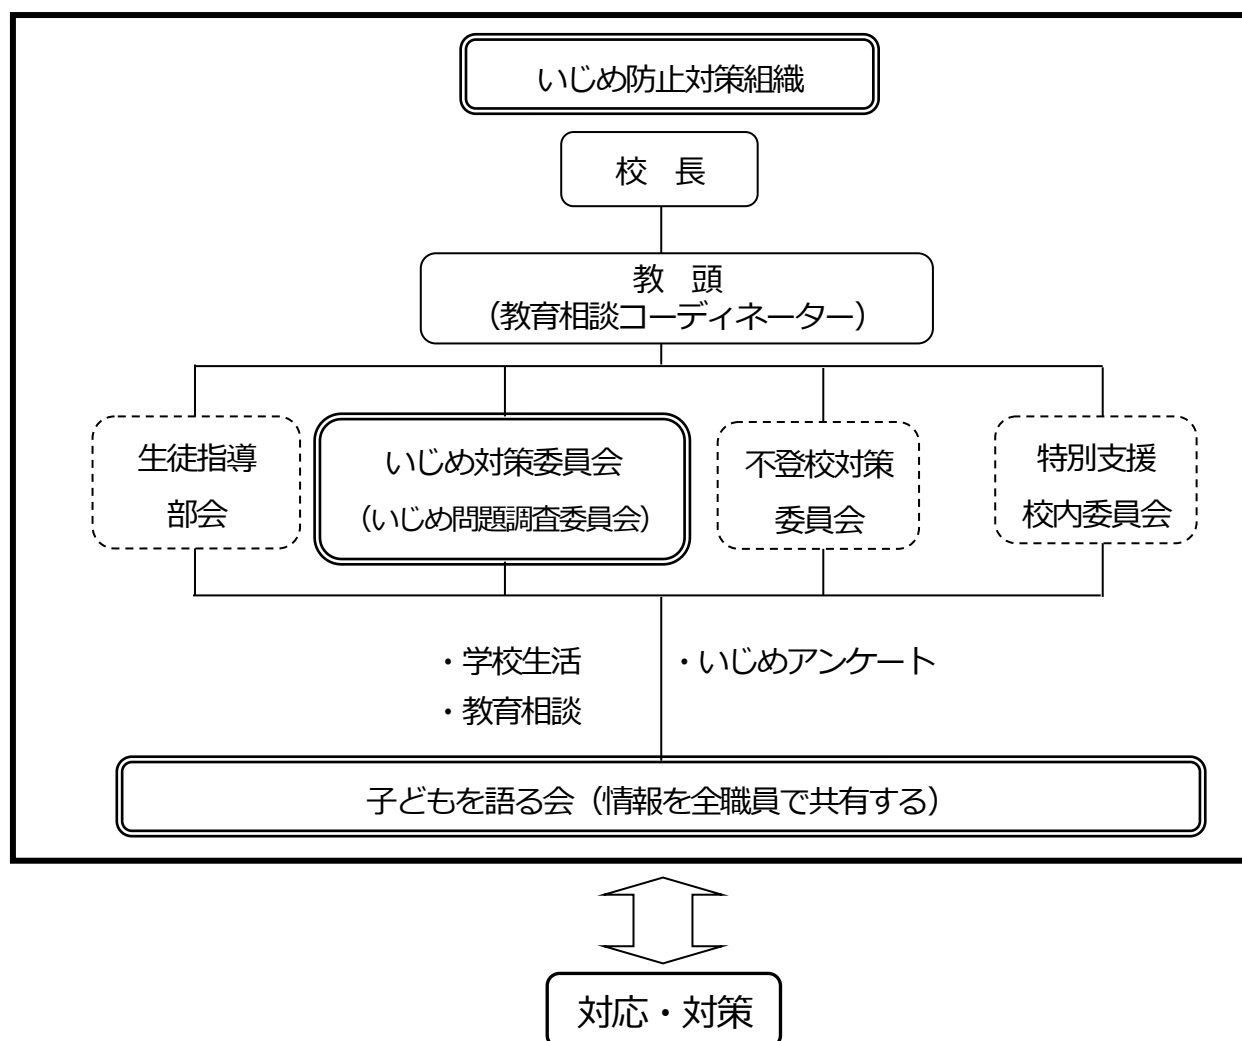 いじめ防止対策組織
校　長
教　頭
（教育相談コーディネーター）
生徒指導
部会
いじめ対策委員会
（いじめ問題調査委員会）
不登校対策
委員会
特別支援
校内委員会
・学校生活
・教育相談
・いじめアンケート
子どもを語る会（情報を全職員で共有する）
対応・対策